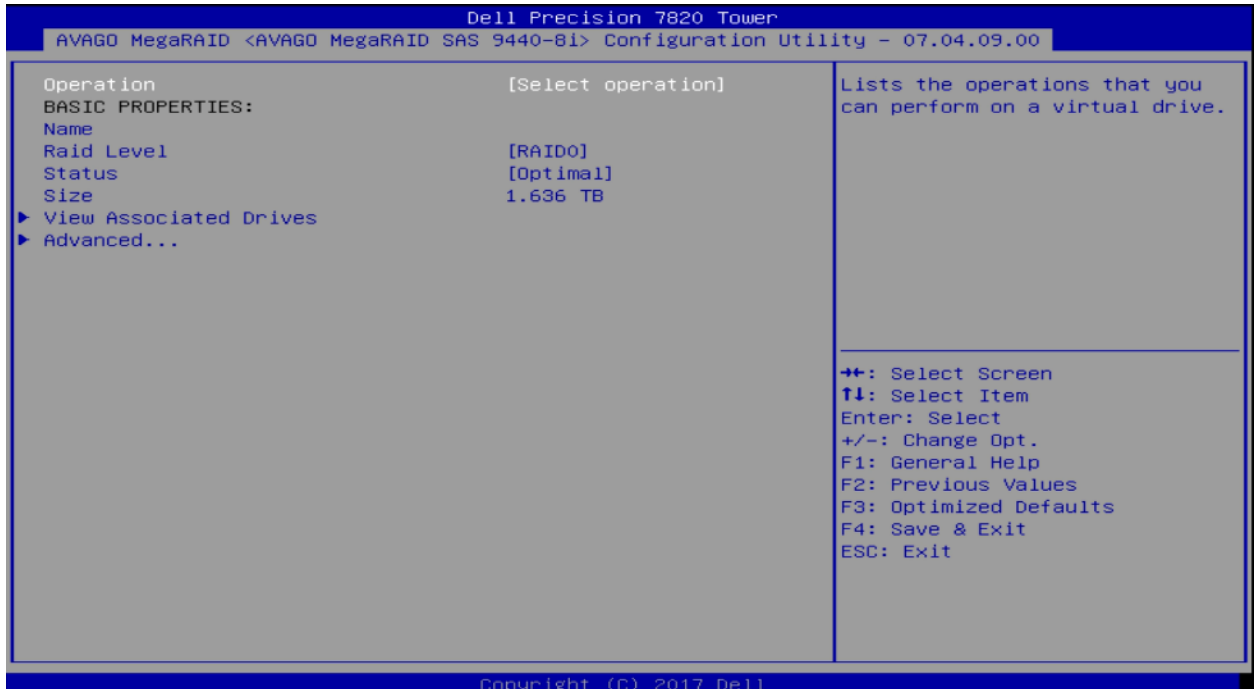 Dell Precision 7820 Tower
AVAGO MegaRAID <AVAGO MegaRAID SAS 9440-8i> Configuration Utility - 07.04.09.00
Operation [Select operation]
BASIC PROPERTIES:
Name
Raid Level [RAID0]
Status [Optimal]
Size 1.636 TB
▶ View Associated Drives
▶ Advanced...
Lists the operations that you
can perform on a virtual drive.
→←: Select Screen
↑↓: Select Item
Enter: Select
+/-: Change Opt.
F1: General Help
F2: Previous Values
F3: Optimized Defaults
F4: Save & Exit
ESC: Exit
Copyright (C) 2017 Dell